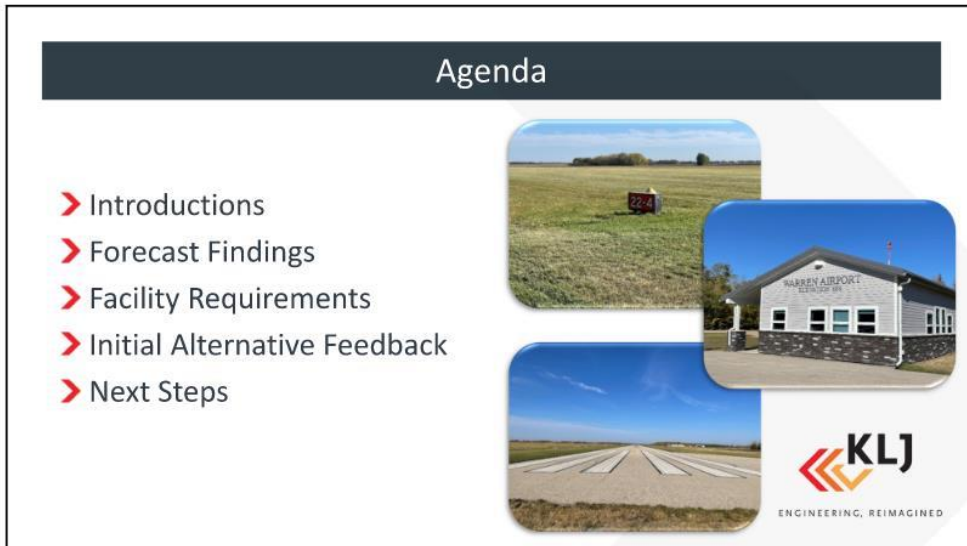 Agenda
Introductions
Forecast Findings
Facility Requirements
Initial Alternative Feedback
Next Steps
22-4
WARREN AIRPORT
KLJ
ENGINEERING, REIMAGINED